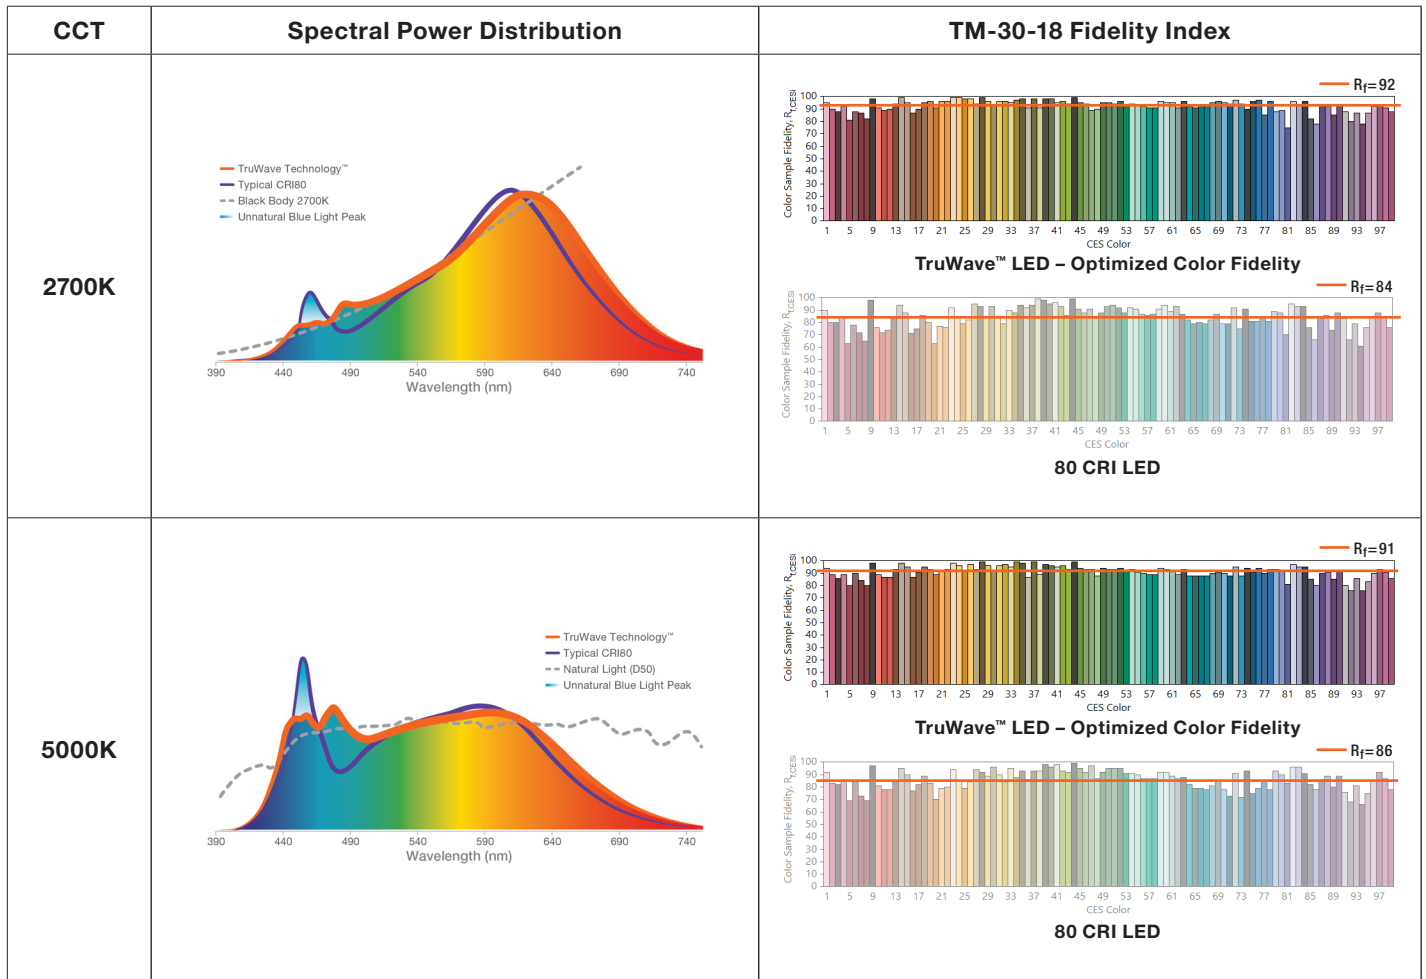 CCT
Spectral Power Distribution
TM-30-18 Fidelity Index
2700K
TruWave Technology™
Typical CRI80
Black Body 2700K
Unnatural Blue Light Peak
390 440 490 540 590 640 690 740
Wavelength (nm)
Rf=92
Color Sample Fidelity, Rf,CESi
100
90
80
70
60
50
40
30
20
10
0
1 5 9 13 17 21 25 29 33 37 41 45 49 53 57 61 65 69 73 77 81 85 89 93 97
CES Color
TruWave™ LED – Optimized Color Fidelity
Rf=84
Color Sample Fidelity, Rf,CESi
100
90
80
70
60
50
40
30
20
10
0
1 5 9 13 17 21 25 29 33 37 41 45 49 53 57 61 65 69 73 77 81 85 89 93 97
CES Color
80 CRI LED
5000K
TruWave Technology™
Typical CRI80
Natural Light (D50)
Unnatural Blue Light Peak
390 440 490 540 590 640 690 740
Wavelength (nm)
Rf=91
Color Sample Fidelity, Rf,CESi
100
90
80
70
60
50
40
30
20
10
0
1 5 9 13 17 21 25 29 33 37 41 45 49 53 57 61 65 69 73 77 81 85 89 93 97
CES Color
TruWave™ LED – Optimized Color Fidelity
Rf=86
Color Sample Fidelity, Rf,CESi
100
90
80
70
60
50
40
30
20
10
0
1 5 9 13 17 21 25 29 33 37 41 45 49 53 57 61 65 69 73 77 81 85 89 93 97
CES Color
80 CRI LED